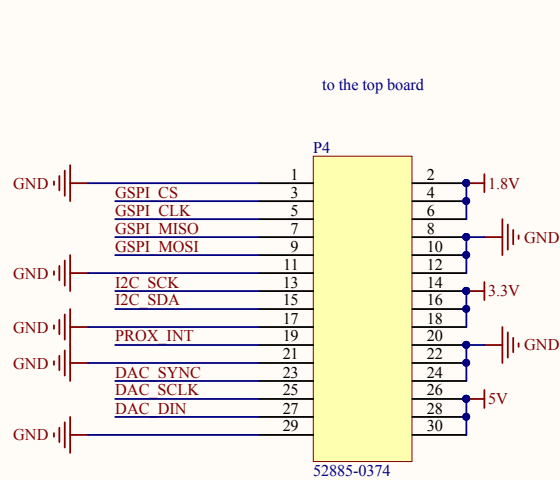 to the top board
P4
GND 1 2 1.8V
GSPI_CS 3 4
GSPI_CLK 5 6
GSPI_MISO 7 8 GND
GSPI_MOSI 9 10
GND 11 12
I2C_SCK 13 14 3.3V
I2C_SDA 15 16
GND 17 18
PROX_INT 19 20 GND
GND 21 22
DAC_SYNC 23 24
DAC_SCLK 25 26 5V
DAC_DIN 27 28
GND 29 30
52885-0374